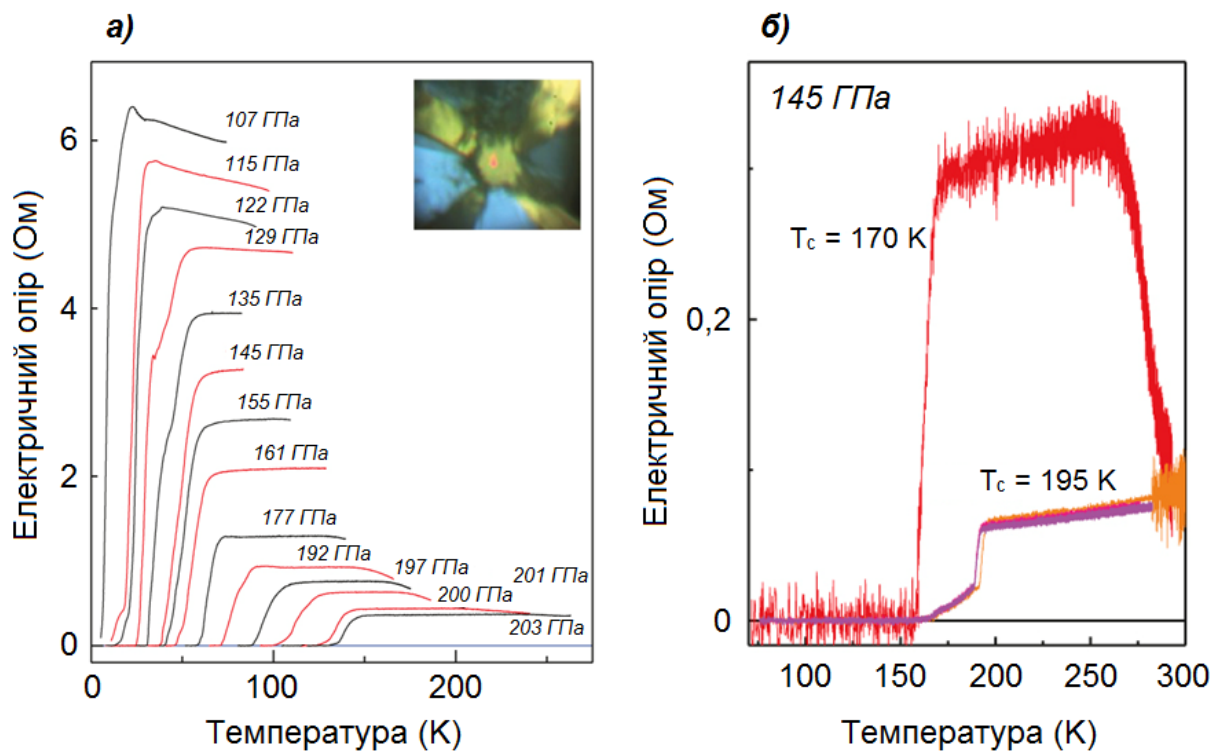 а)
Електричний опір (Ом)
6
4
2
0
107 ГПа
115 ГПа
122 ГПа
129 ГПа
135 ГПа
145 ГПа
155 ГПа
161 ГПа
177 ГПа
192 ГПа
197 ГПа
201 ГПа
200 ГПа
203 ГПа
0 100 200
Температура (K)
б)
145 ГПа
Електричний опір (Ом)
0,2
0
Tc = 170 K
Tc = 195 K
100 150 200 250 300
Температура (K)